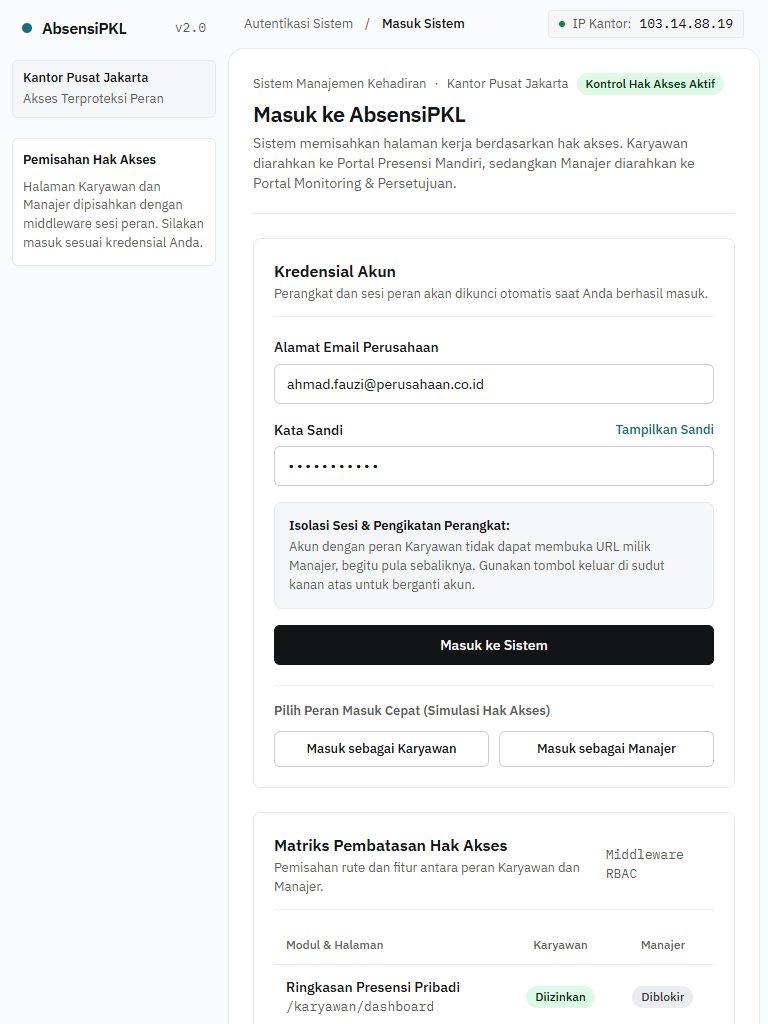 AbsensiPKL v2.0
Kantor Pusat Jakarta
Akses Terproteksi Peran
Pemisahan Hak Akses
Halaman Karyawan dan
Manajer dipisahkan dengan
middleware sesi peran. Silakan
masuk sesuai kredensial Anda.
Autentikasi Sistem / Masuk Sistem
IP Kantor: 103.14.88.19
Sistem Manajemen Kehadiran · Kantor Pusat Jakarta Kontrol Hak Akses Aktif
Masuk ke AbsensiPKL
Sistem memisahkan halaman kerja berdasarkan hak akses. Karyawan
diarahkan ke Portal Presensi Mandiri, sedangkan Manajer diarahkan ke
Portal Monitoring & Persetujuan.
Kredensial Akun
Perangkat dan sesi peran akan dikunci otomatis saat Anda berhasil masuk.
Alamat Email Perusahaan
ahmad.fauzi@perusahaan.co.id
Kata Sandi Tampilkan Sandi
•••••••••••
Isolasi Sesi & Pengikatan Perangkat:
Akun dengan peran Karyawan tidak dapat membuka URL milik
Manajer, begitu pula sebaliknya. Gunakan tombol keluar di sudut
kanan atas untuk berganti akun.
Masuk ke Sistem
Pilih Peran Masuk Cepat (Simulasi Hak Akses)
Masuk sebagai Karyawan Masuk sebagai Manajer
Matriks Pembatasan Hak Akses
Pemisahan rute dan fitur antara peran Karyawan dan
Manajer.
Middleware
RBAC
Modul & Halaman Karyawan Manajer
Ringkasan Presensi Pribadi Diizinkan Diblokir
/karyawan/dashboard